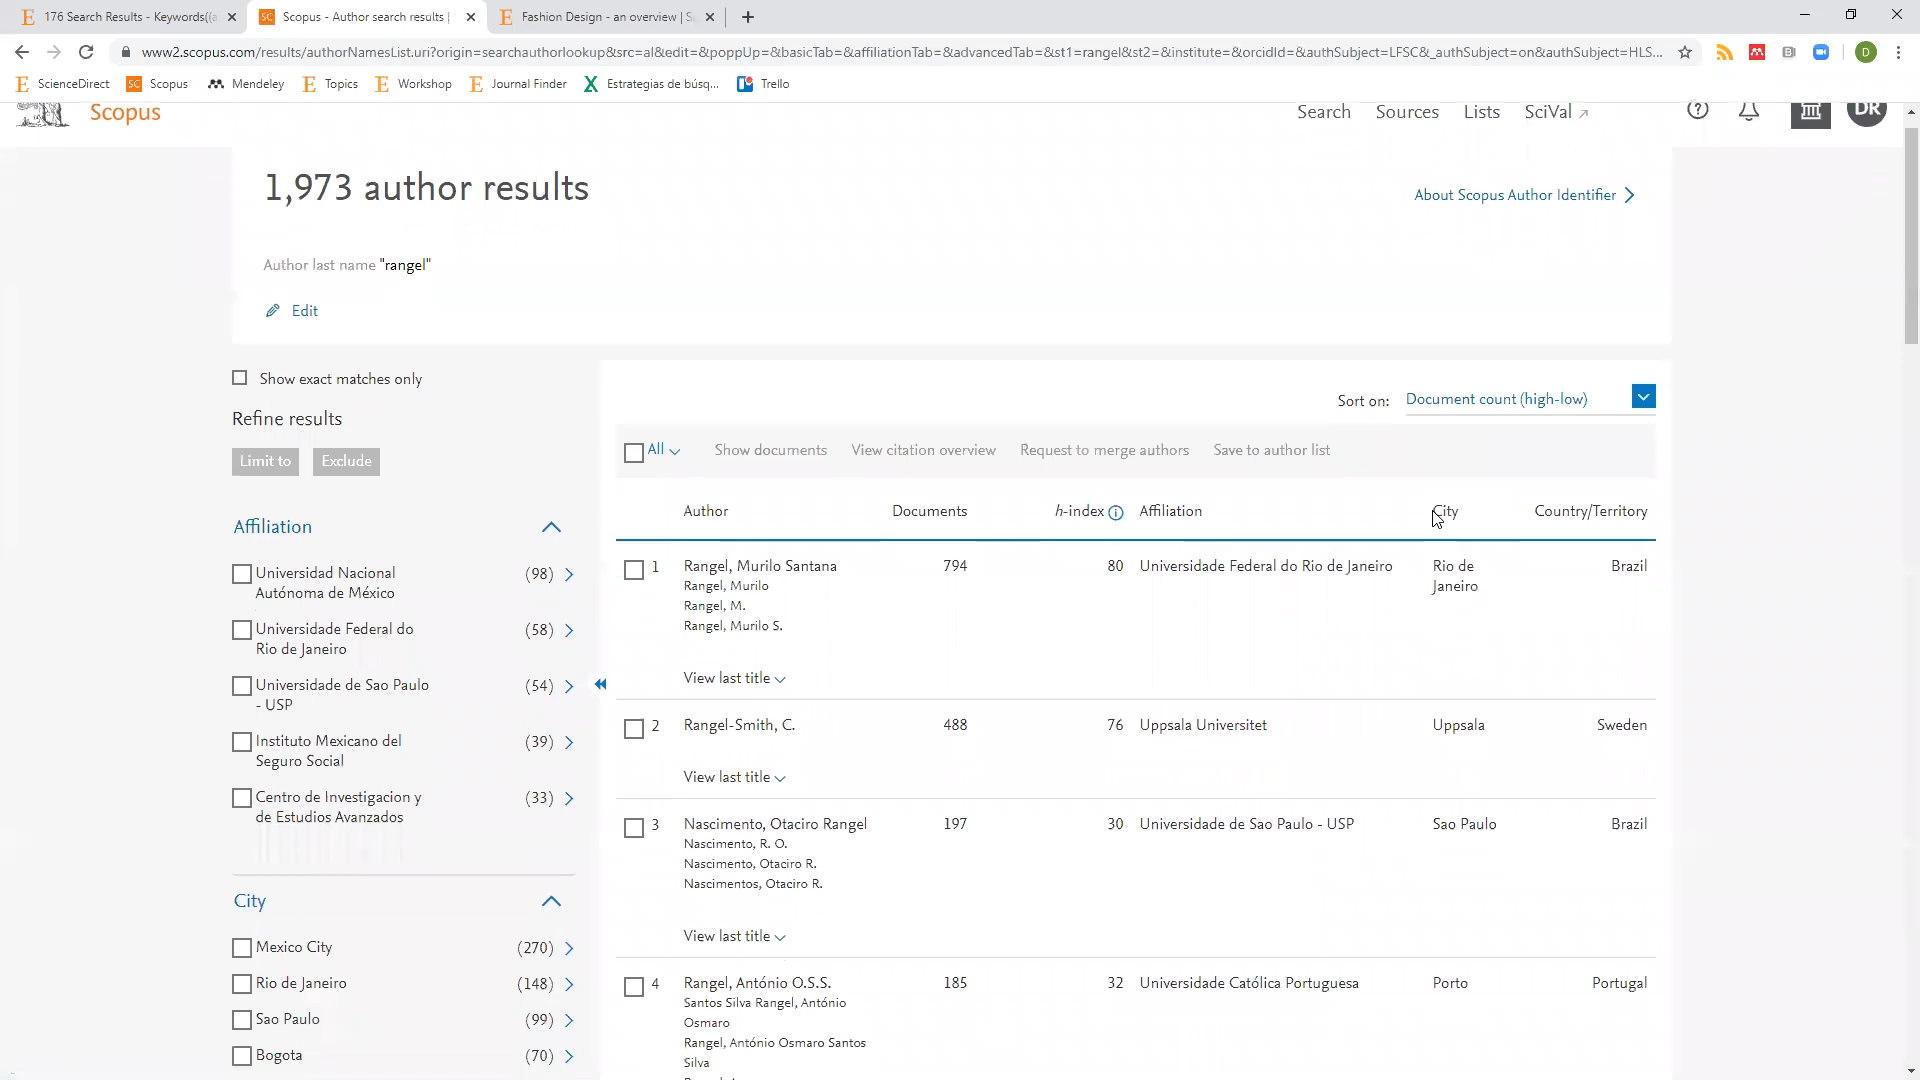 176 Search Results - Keywords((a
Scopus - Author search results |
Fashion Design - an overview | S
www2.scopus.com/results/authorNamesList.uri?origin=searchauthorlookup&src=al&edit=&poppUp=&basicTab=&affiliationTab=&advancedTab=&st1=rangel&st2=&institute=&orcidId=&authSubject=LFSC&_authSubject=on&authSubject=HLS...
D
ScienceDirect
SC Scopus
Mendeley
Topics
Workshop
Journal Finder
Estrategias de búsq...
Trello
Scopus
Search
Sources
Lists
SciVal
DR
1,973 author results
About Scopus Author Identifier
Author last name "rangel"
Edit
Show exact matches only
Refine results
Limit to
Exclude
Affiliation
Universidad Nacional (98)
Autónoma de México
Universidade Federal do (58)
Rio de Janeiro
Universidade de Sao Paulo (54)
- USP
Instituto Mexicano del (39)
Seguro Social
Centro de Investigacion y (33)
de Estudios Avanzados
City
Mexico City (270)
Rio de Janeiro (148)
Sao Paulo (99)
Bogota (70)
Sort on: Document count (high-low)
All Show documents View citation overview Request to merge authors Save to author list
Author Documents h-index Affiliation City Country/Territory
1 Rangel, Murilo Santana 794 80 Universidade Federal do Rio de Janeiro Rio de Brazil
Rangel, Murilo Janeiro
Rangel, M.
Rangel, Murilo S.
View last title
2 Rangel-Smith, C. 488 76 Uppsala Universitet Uppsala Sweden
View last title
3 Nascimento, Otaciro Rangel 197 30 Universidade de Sao Paulo - USP Sao Paulo Brazil
Nascimento, R. O.
Nascimento, Otaciro R.
Nascimentos, Otaciro R.
View last title
4 Rangel, António O.S.S. 185 32 Universidade Católica Portuguesa Porto Portugal
Santos Silva Rangel, António
Osmaro
Rangel, António Osmaro Santos
Silva